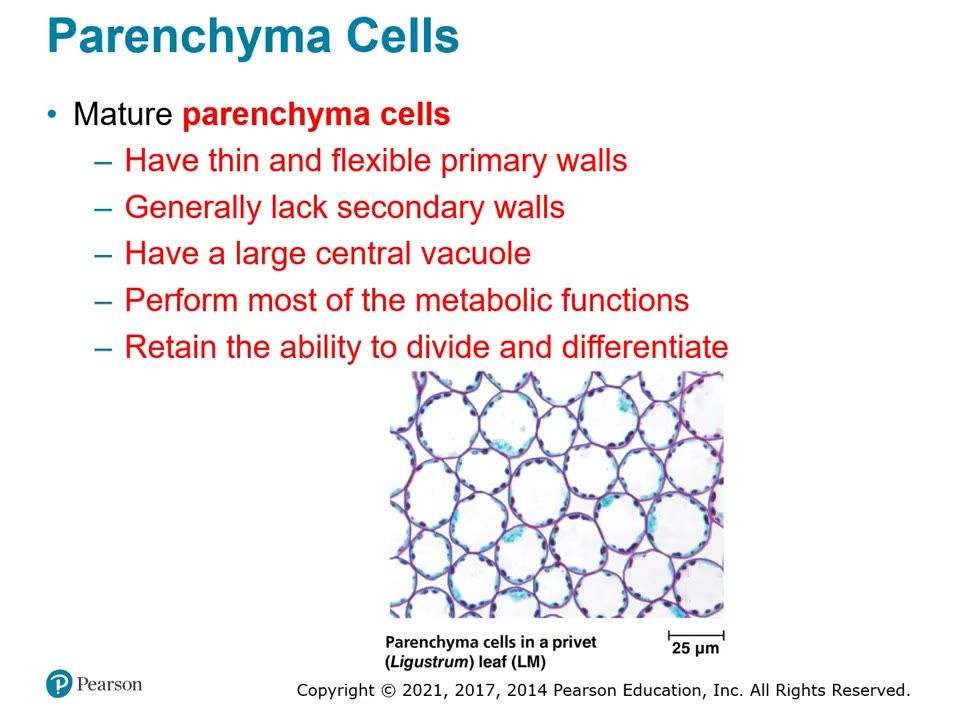 Parenchyma Cells
• Mature parenchyma cells
– Have thin and flexible primary walls
– Generally lack secondary walls
– Have a large central vacuole
– Perform most of the metabolic functions
– Retain the ability to divide and differentiate
Parenchyma cells in a privet
(Ligustrum) leaf (LM)
25 µm
Pearson
Copyright © 2021, 2017, 2014 Pearson Education, Inc. All Rights Reserved.